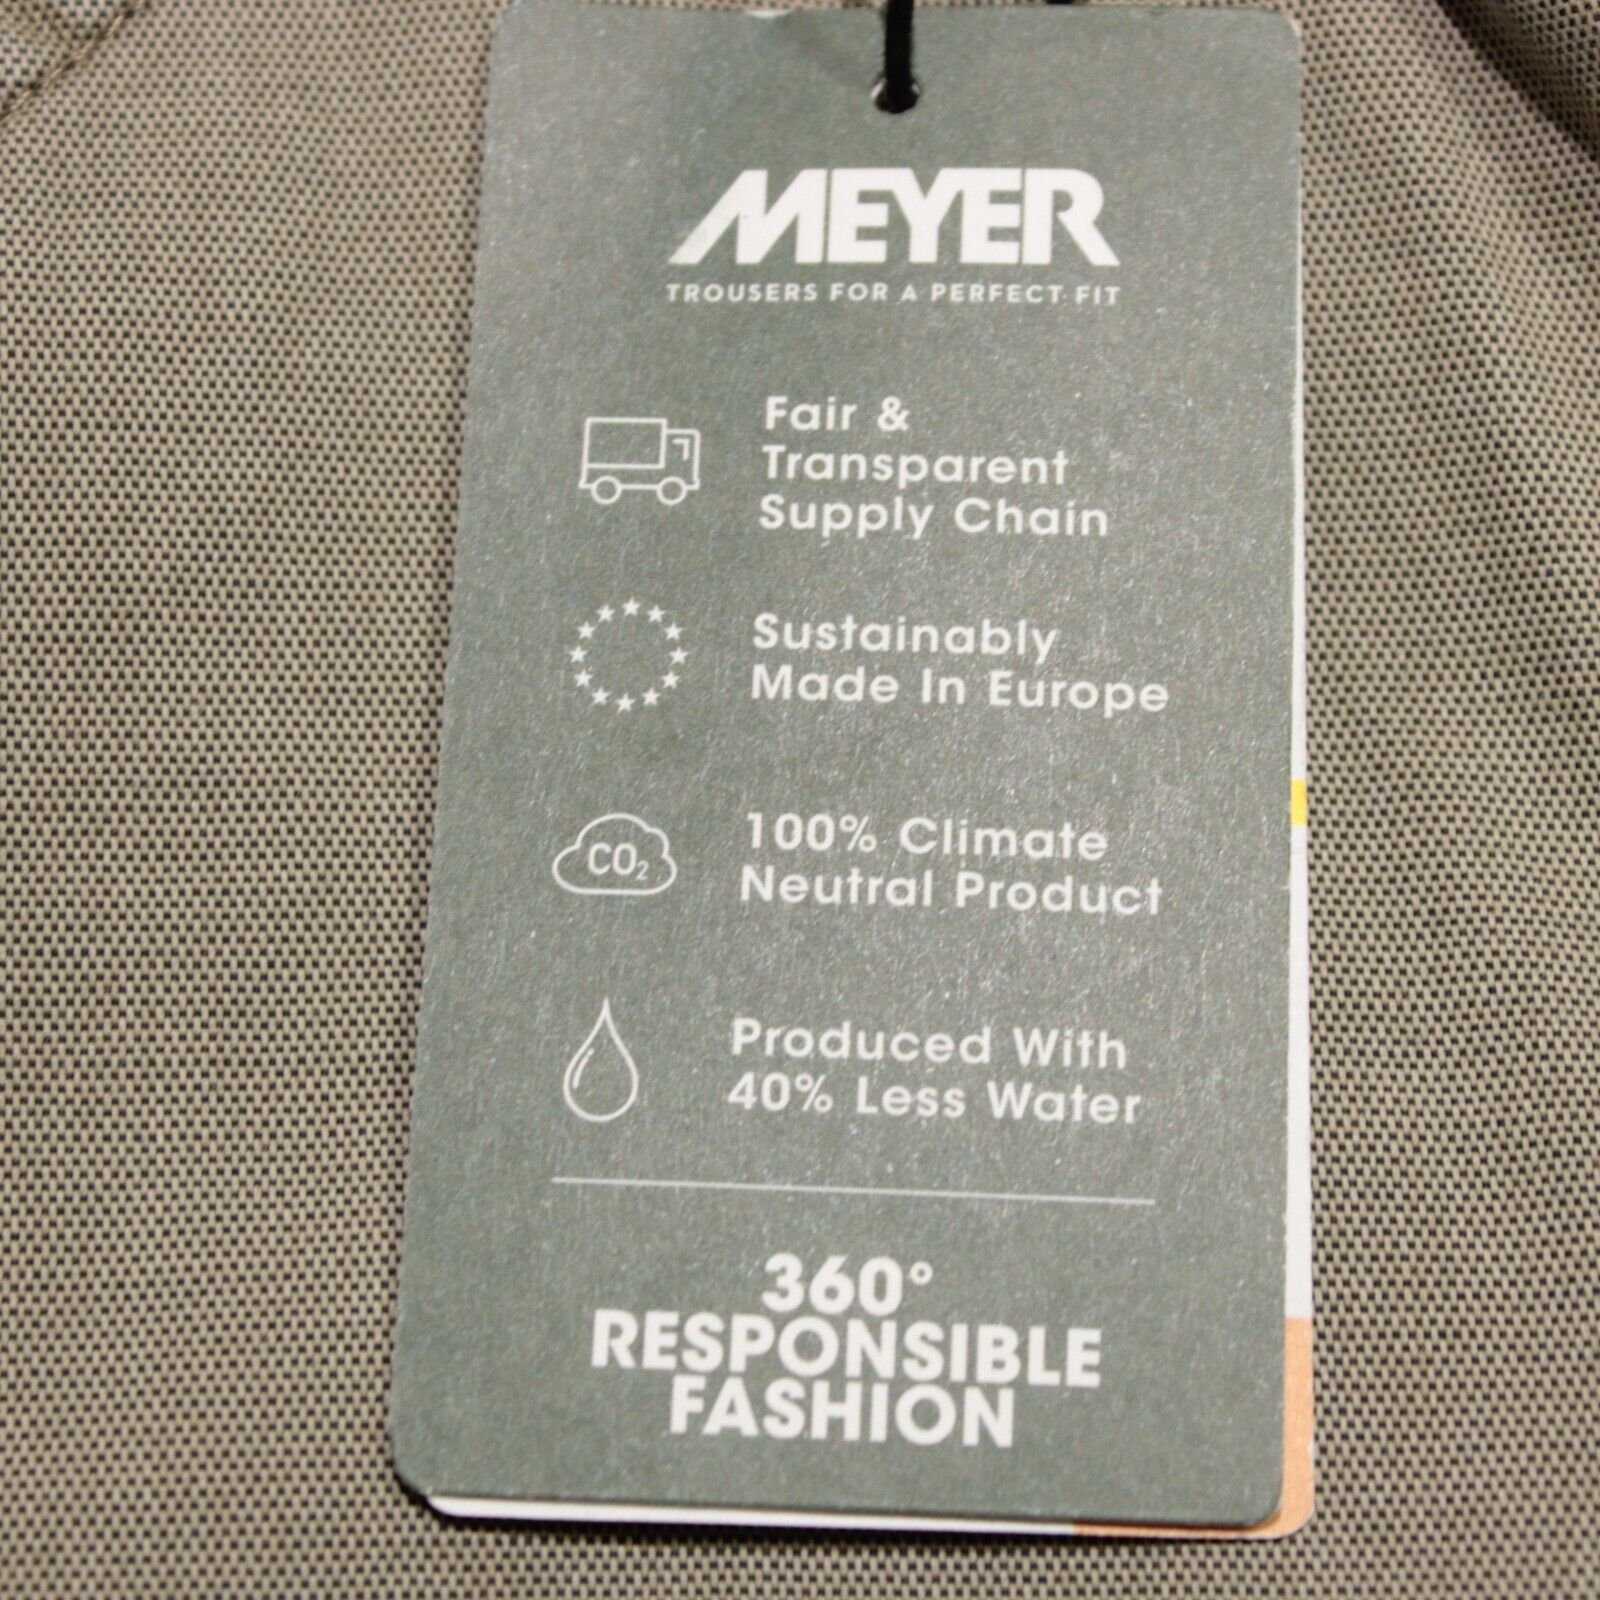 MEYER
TROUSERS FOR A PERFECT FIT
Fair &
Transparent
Supply Chain
Sustainably
Made In Europe
CO₂
100% Climate
Neutral Product
Produced With
40% Less Water
360°
RESPONSIBLE
FASHION